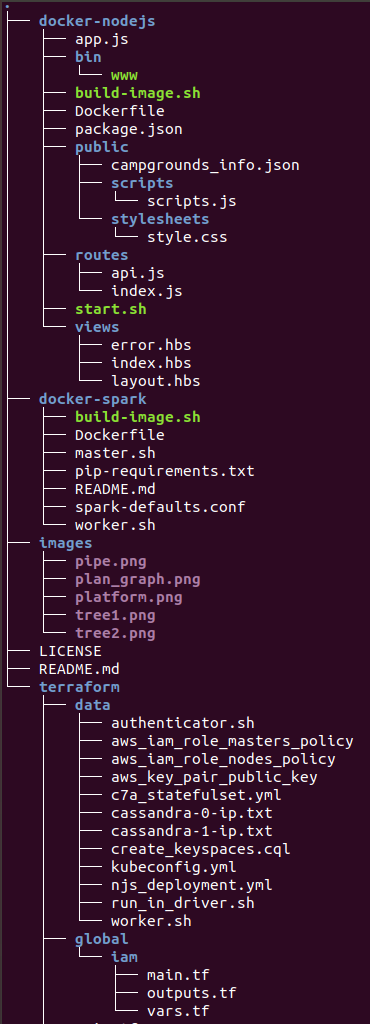 .
├── docker-nodejs
│   ├── app.js
│   ├── bin
│   │   └── www
│   ├── build-image.sh
│   ├── Dockerfile
│   ├── package.json
│   ├── public
│   │   ├── campgrounds_info.json
│   │   ├── scripts
│   │   │   └── scripts.js
│   │   └── stylesheets
│   │       └── style.css
│   ├── routes
│   │   ├── api.js
│   │   └── index.js
│   ├── start.sh
│   └── views
│       ├── error.hbs
│       ├── index.hbs
│       └── layout.hbs
├── docker-spark
│   ├── build-image.sh
│   ├── Dockerfile
│   ├── master.sh
│   ├── pip-requirements.txt
│   ├── README.md
│   ├── spark-defaults.conf
│   └── worker.sh
├── images
│   ├── pipe.png
│   ├── plan_graph.png
│   ├── platform.png
│   ├── tree1.png
│   └── tree2.png
├── LICENSE
├── README.md
└── terraform
    ├── data
    │   ├── authenticator.sh
    │   ├── aws_iam_role_masters_policy
    │   ├── aws_iam_role_nodes_policy
    │   ├── aws_key_pair_public_key
    │   ├── c7a_statefulset.yml
    │   ├── cassandra-0-ip.txt
    │   ├── cassandra-1-ip.txt
    │   ├── create_keyspaces.cql
    │   ├── kubeconfig.yml
    │   ├── njs_deployment.yml
    │   ├── run_in_driver.sh
    │   └── worker.sh
    ├── global
    │   └── iam
    │       ├── main.tf
    │       ├── outputs.tf
    │       └── vars.tf